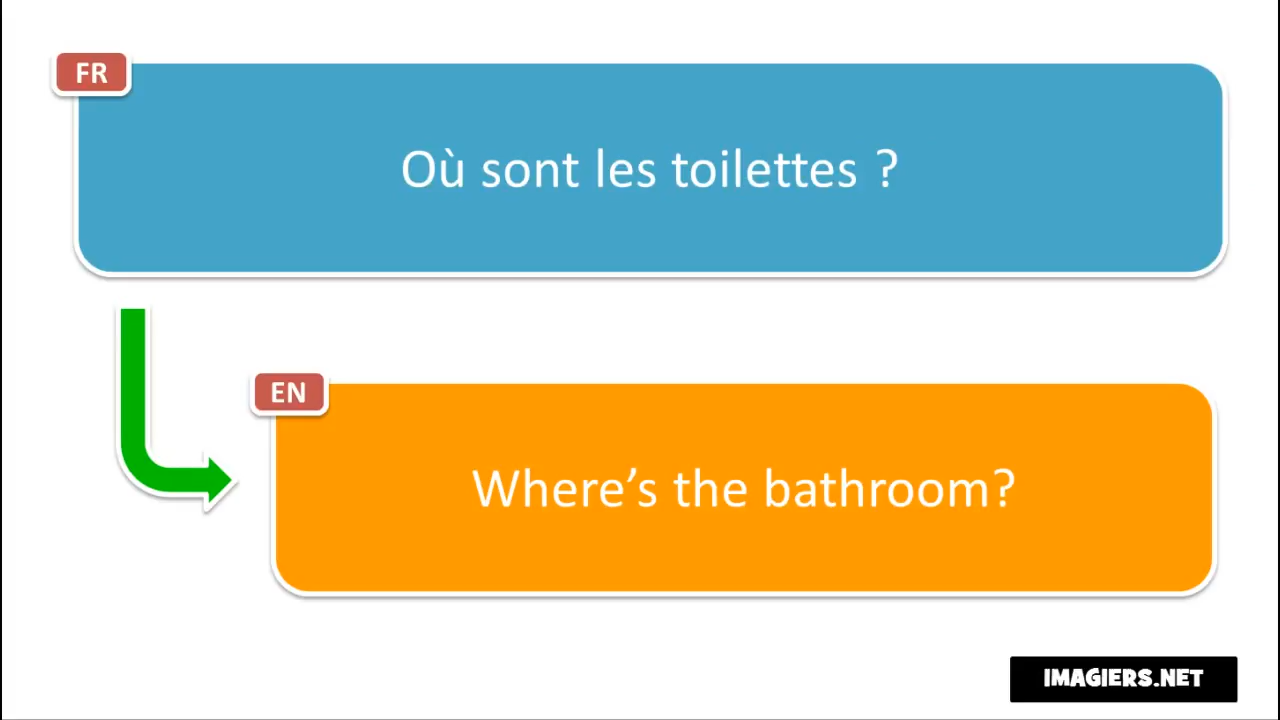 FR
Où sont les toilettes ?
EN
Where’s the bathroom?
IMAGIERS.NET